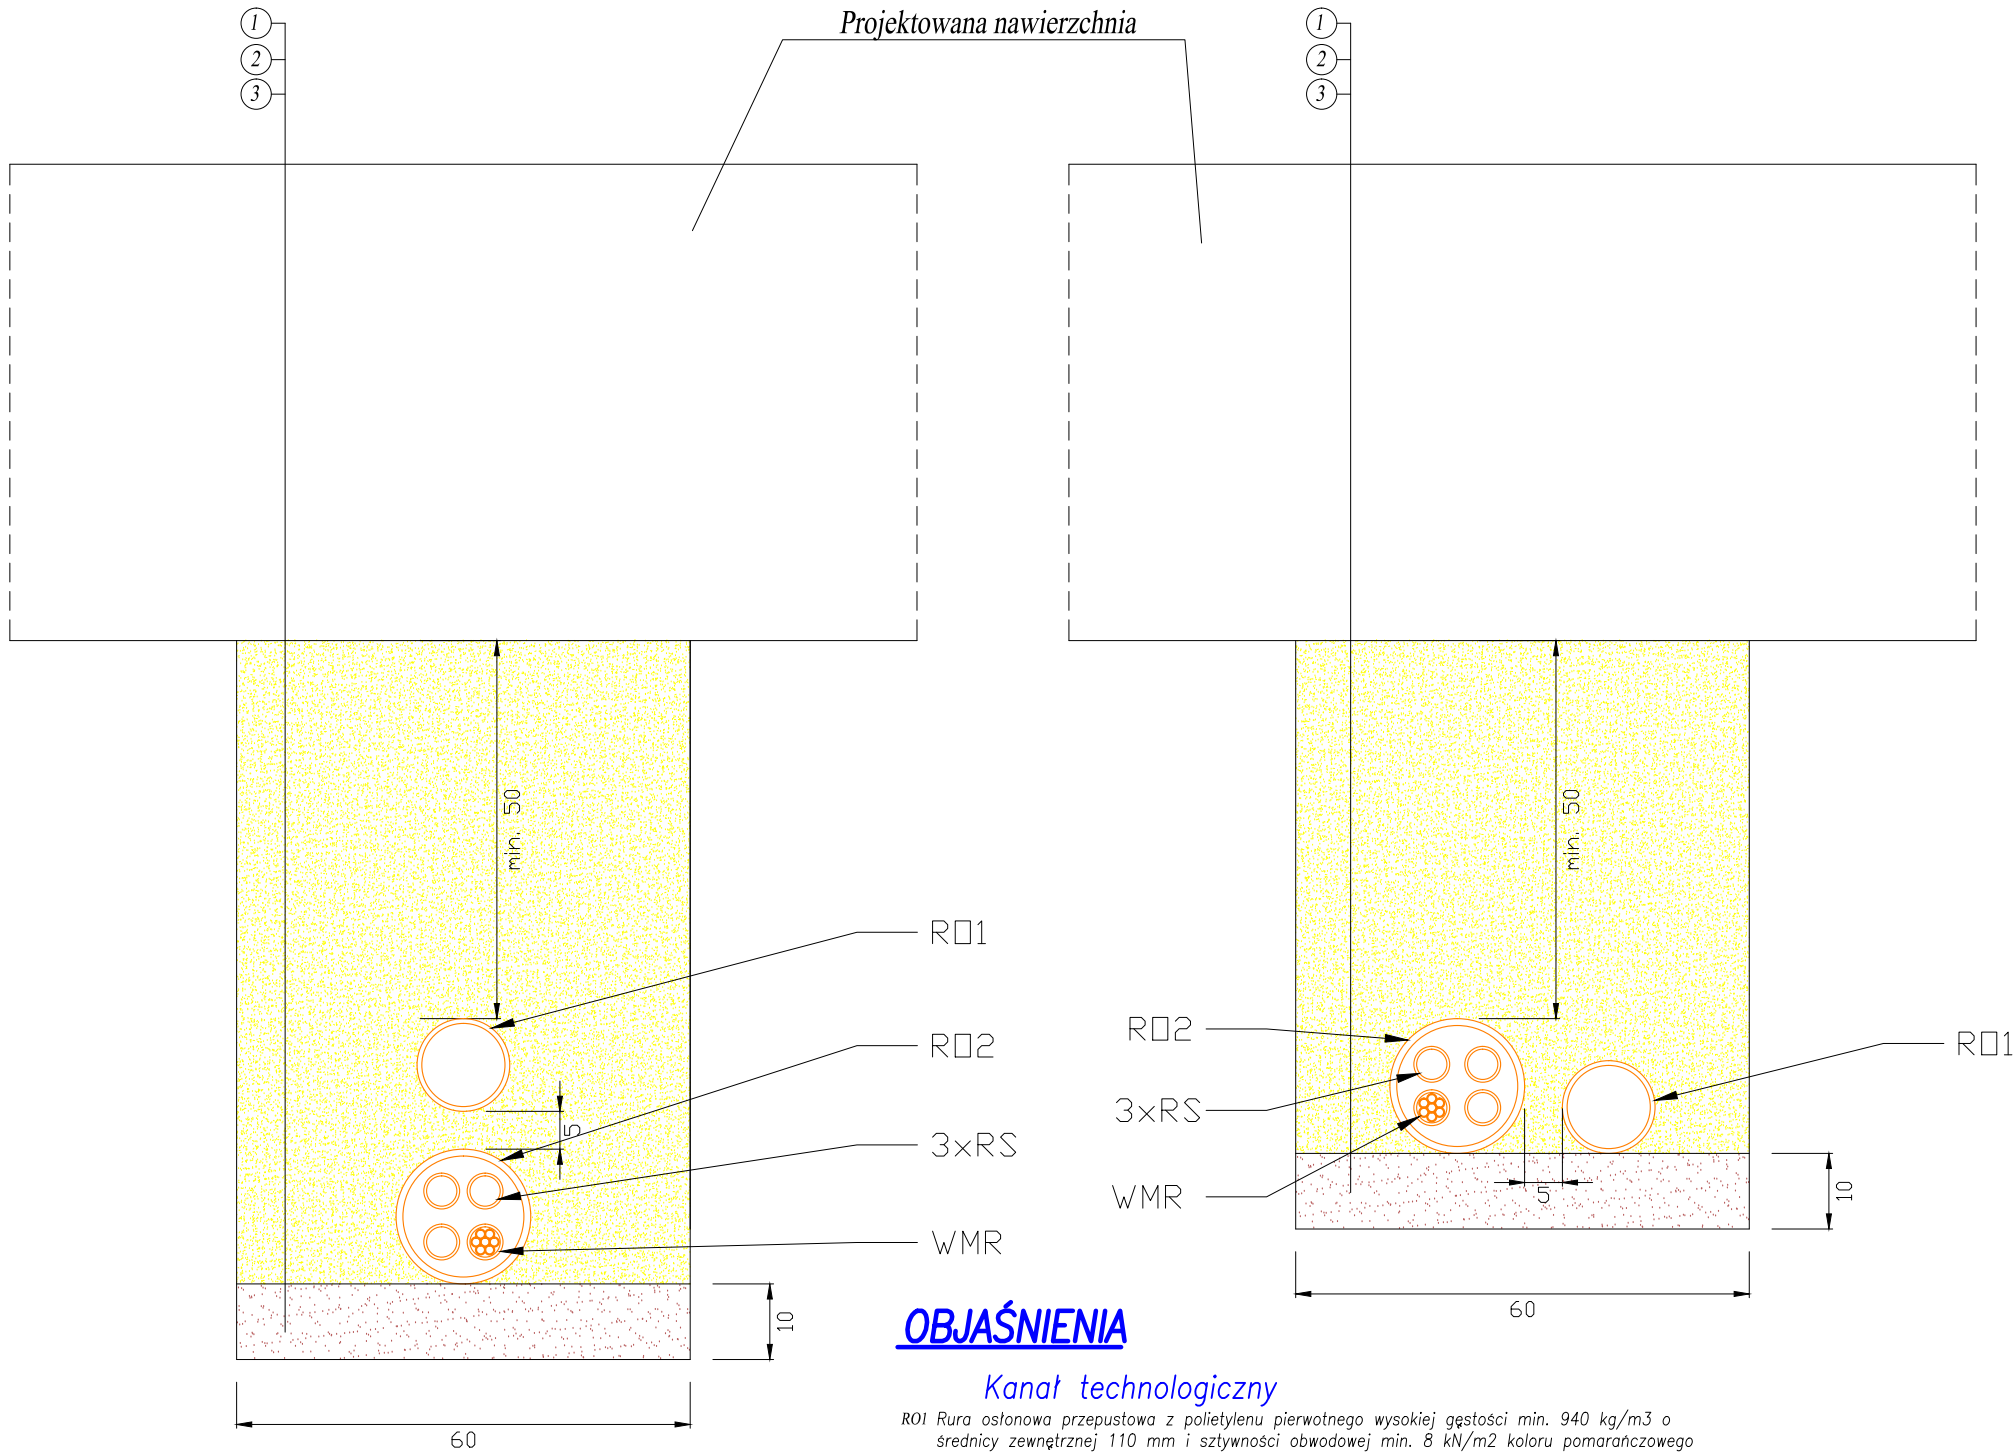 Projektowana nawierzchnia
1
2
3
1
2
3
min. 50
RO1
RO2
5
3xRS
WMR
10
60
min. 50
RO2
3xRS
WMR
RO1
5
10
60
OBJAŚNIENIA
Kanał technologiczny
RO1 Rura osłonowa przepustowa z polietylenu pierwotnego wysokiej gęstości min. 940 kg/m3 o
średnicy zewnętrznej 110 mm i sztywności obwodowej min. 8 kN/m2 koloru pomarańczowego